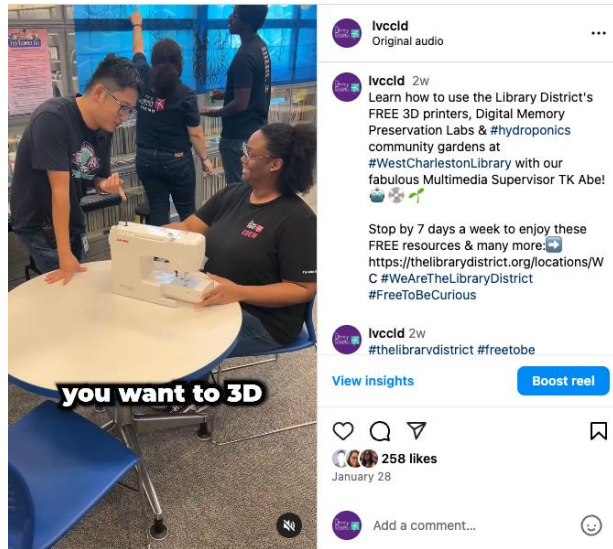 lvccld
Original audio
lvccld 2w
Learn how to use the Library District's
FREE 3D printers, Digital Memory
Preservation Labs & #hydroponics
community gardens at
#WestCharlestonLibrary with our
fabulous Multimedia Supervisor TK Abe!
Stop by 7 days a week to enjoy these
FREE resources & many more:
https://thelibrarydistrict.org/locations/W
C #WeAreTheLibraryDistrict
#FreeToBeCurious
lvccld 2w
#thelibrarydistrict #freetobe
you want to 3D
View insights
Boost reel
258 likes
January 28
Add a comment...